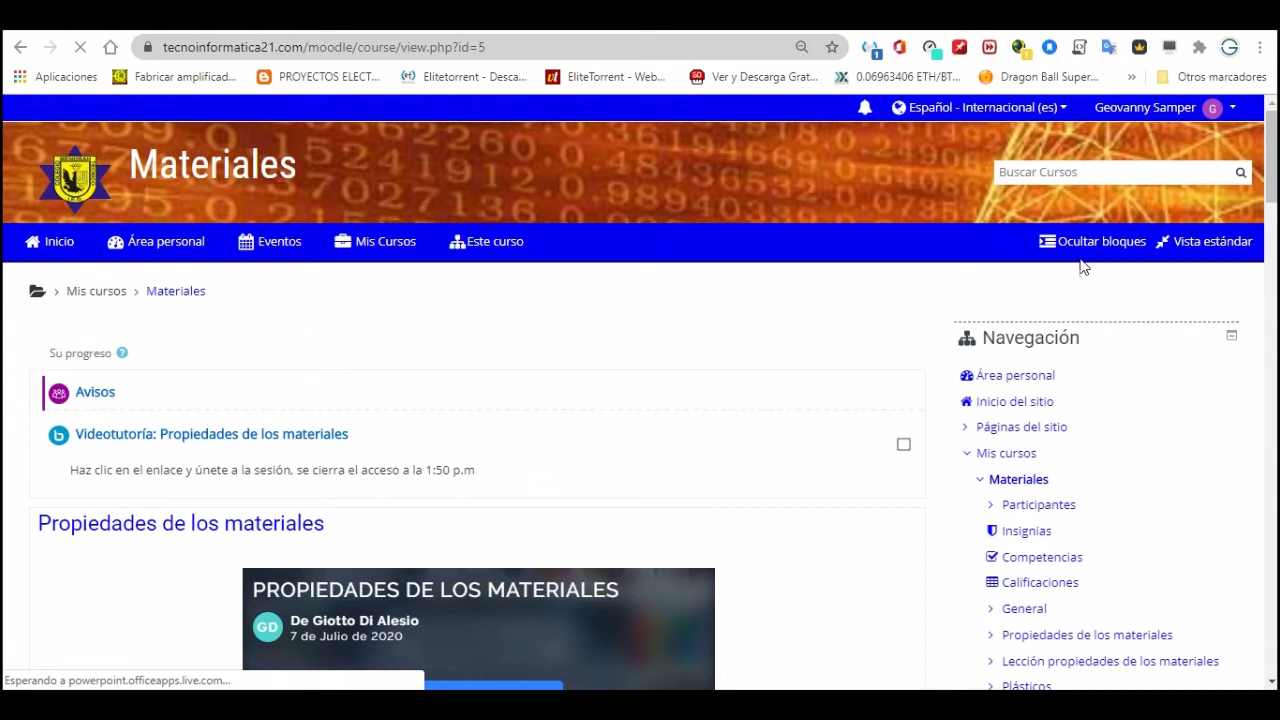 tecnoinformatica21.com/moodle/course/view.php?id=5
Aplicaciones
Fabricar amplificad...
PROYECTOS ELECT...
Elitetorrent - Desca...
EliteTorrent - Web...
Ver y Descarga Grat...
0.06963406 ETH/BT...
Dragon Ball Super...
»
Otros marcadores
Español - Internacional (es)
Geovanny Samper
G
Materiales
Buscar Cursos
Inicio
Área personal
Eventos
Mis Cursos
Este curso
Ocultar bloques
Vista estándar
Mis cursos
Materiales
Su progreso
Avisos
Videotutoría: Propiedades de los materiales
Haz clic en el enlace y únete a la sesión, se cierra el acceso a la 1:50 p.m
Propiedades de los materiales
PROPIEDADES DE LOS MATERIALES
GD
De Giotto Di Alesio
7 de Julio de 2020
Navegación
Área personal
Inicio del sitio
Páginas del sitio
Mis cursos
Materiales
Participantes
Insignias
Competencias
Calificaciones
General
Propiedades de los materiales
Lección propiedades de los materiales
Plásticos
Esperando a powerpoint.officeapps.live.com...